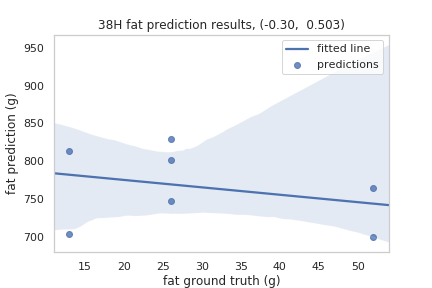 38H fat prediction results, (-0.30, 0.503)
fitted line
predictions
fat prediction (g)
950
900
850
800
750
700
15 20 25 30 35 40 45 50
fat ground truth (g)